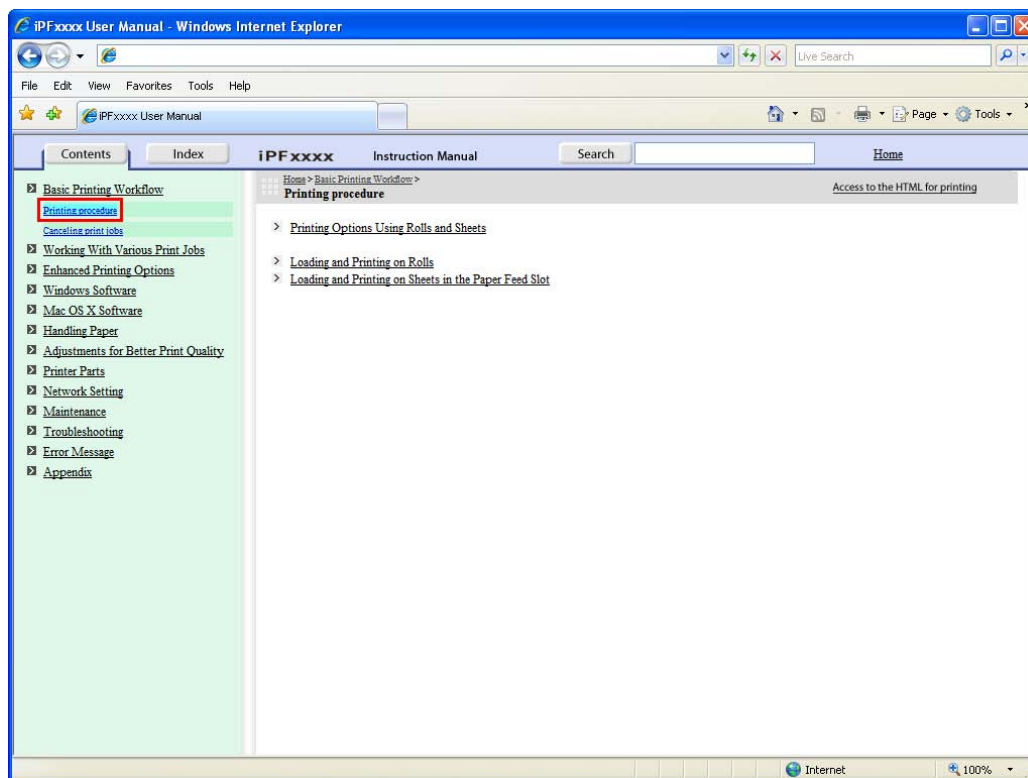 iPFxxxx User Manual - Windows Internet Explorer
Live Search
File Edit View Favorites Tools Help
iPFxxxx User Manual
Page Tools
Contents Index iPFxxxx Instruction Manual Search Home
Home > Basic Printing Workflow >
Printing procedure
Access to the HTML for printing
Basic Printing Workflow
Printing procedure
Canceling print jobs
Working With Various Print Jobs
Enhanced Printing Options
Windows Software
Mac OS X Software
Handling Paper
Adjustments for Better Print Quality
Printer Parts
Network Setting
Maintenance
Troubleshooting
Error Message
Appendix
Printing Options Using Rolls and Sheets
Loading and Printing on Rolls
Loading and Printing on Sheets in the Paper Feed Slot
Internet 100%